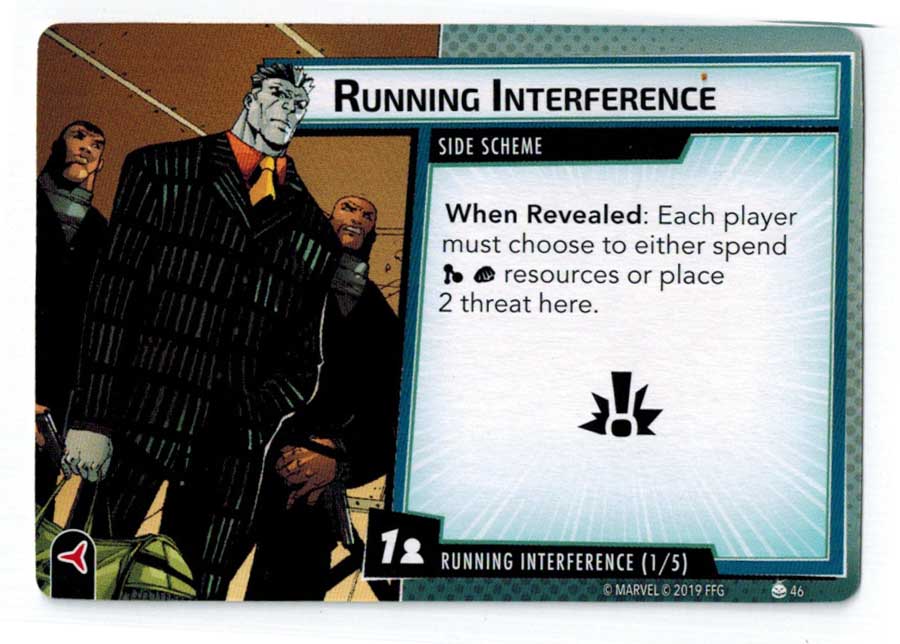 RUNNING INTERFERENCE
SIDE SCHEME
When Revealed: Each player
must choose to either spend
resources or place
2 threat here.
1
RUNNING INTERFERENCE (1/5)
© MARVEL © 2019 FFG
46